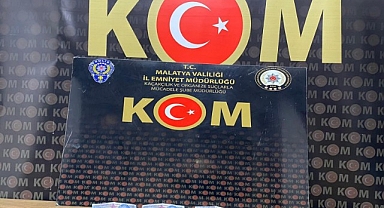 KOM
T.C.
MALATYA VALİLİĞİ
İL EMNİYET MÜDÜRLÜĞÜ
KAÇAKÇILIK VE ORGANİZE SUÇLARLA
MÜCADELE ŞUBE MÜDÜRLÜĞÜ
KOM